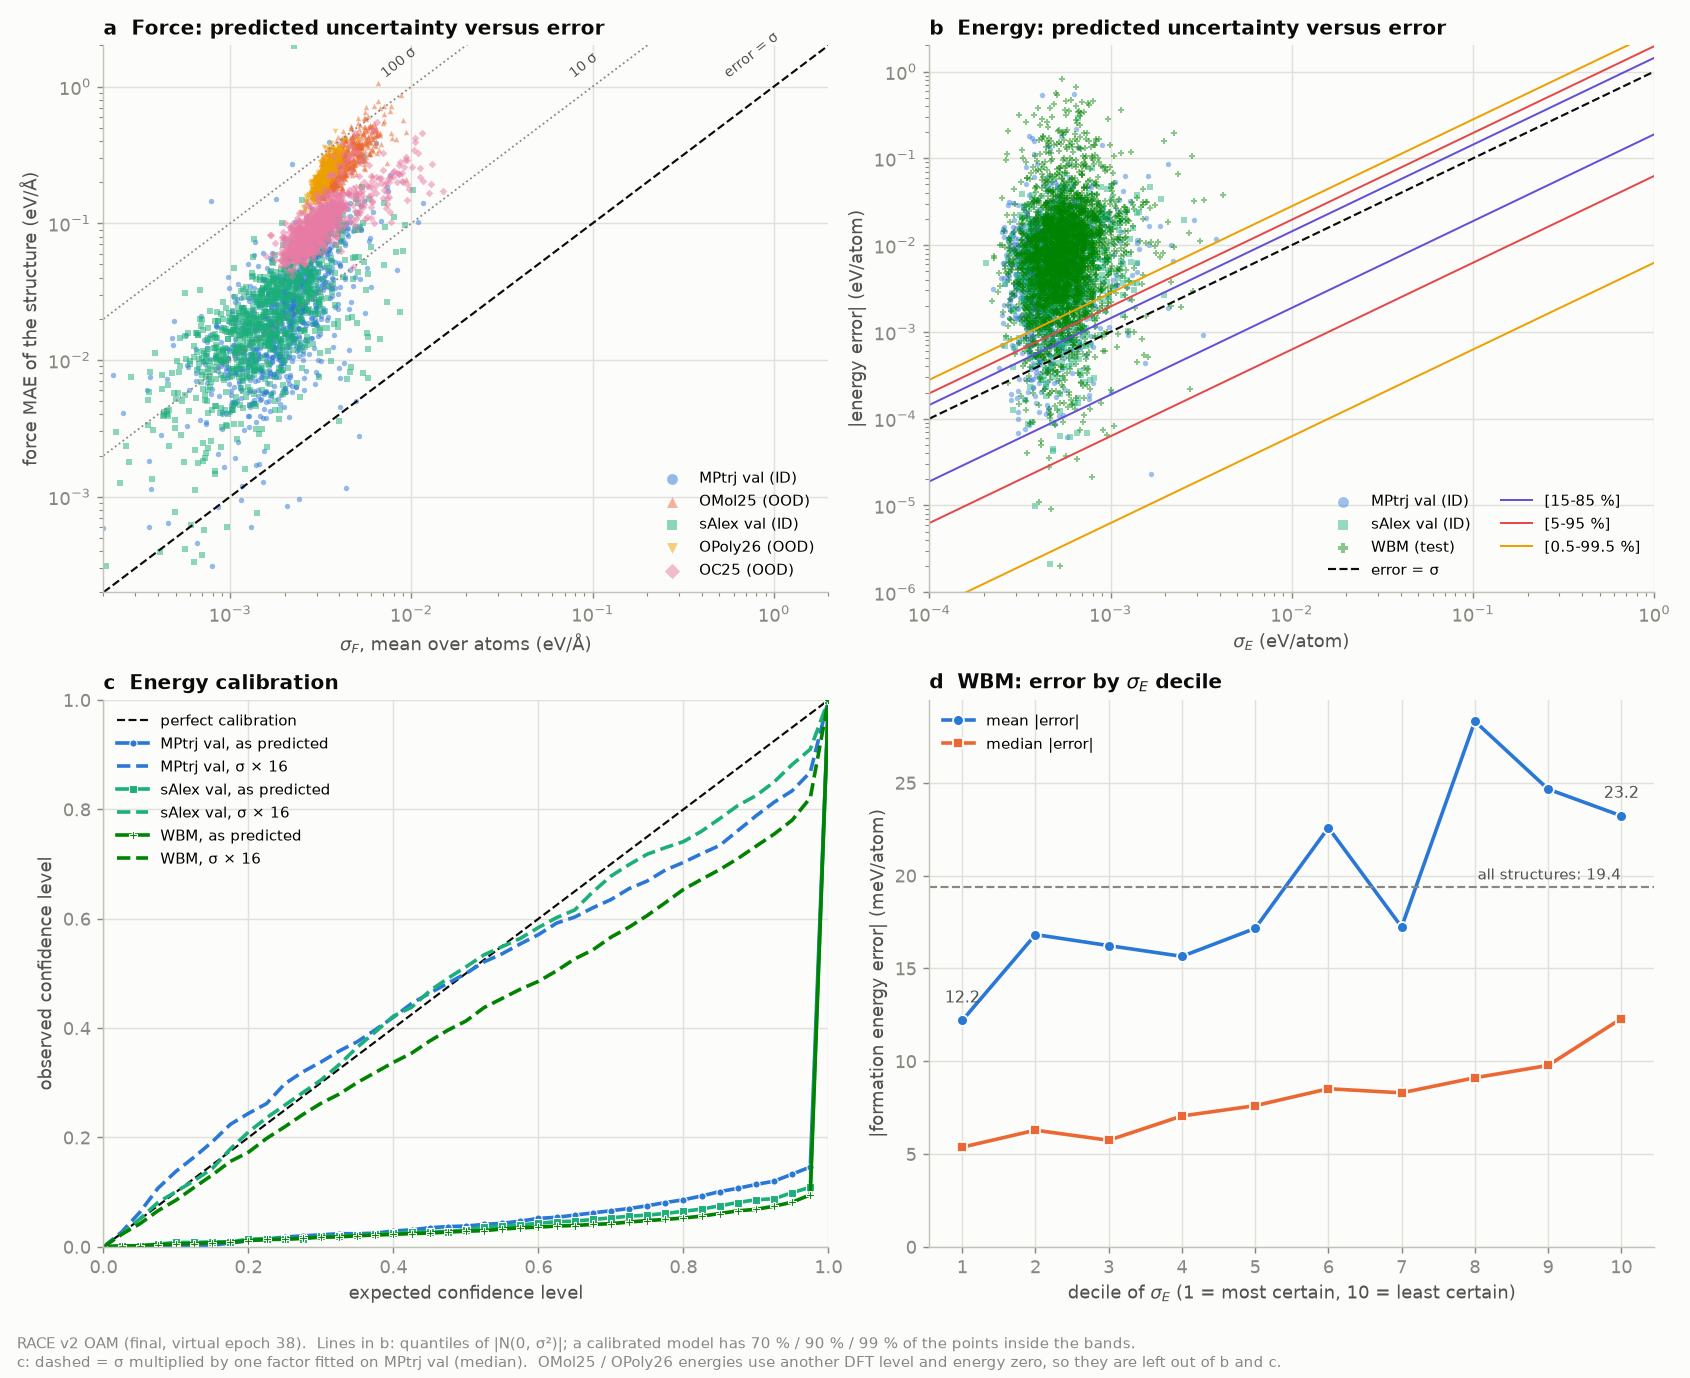 a Force: predicted uncertainty versus error
100 σ
10 σ
error = σ
10⁰
10⁻¹
10⁻²
10⁻³
force MAE of the structure (eV/Å)
MPtrj val (ID)
OMol25 (OOD)
sAlex val (ID)
OPoly26 (OOD)
OC25 (OOD)
10⁻³ 10⁻² 10⁻¹ 10⁰
σF, mean over atoms (eV/Å)
b Energy: predicted uncertainty versus error
10⁰
10⁻¹
10⁻²
10⁻³
10⁻⁴
10⁻⁵
10⁻⁶
|energy error| (eV/atom)
MPtrj val (ID)
sAlex val (ID)
WBM (test)
error = σ
[15-85 %]
[5-95 %]
[0.5-99.5 %]
10⁻⁴ 10⁻³ 10⁻² 10⁻¹ 10⁰
σE (eV/atom)
c Energy calibration
1.0
0.8
0.6
0.4
0.2
0.0
observed confidence level
perfect calibration
MPtrj val, as predicted
MPtrj val, σ × 16
sAlex val, as predicted
sAlex val, σ × 16
WBM, as predicted
WBM, σ × 16
0.0 0.2 0.4 0.6 0.8 1.0
expected confidence level
d WBM: error by σE decile
mean |error|
median |error|
25
20
15
10
5
0
|formation energy error| (meV/atom)
12.2
23.2
all structures: 19.4
1 2 3 4 5 6 7 8 9 10
decile of σE (1 = most certain, 10 = least certain)
RACE v2 OAM (final, virtual epoch 38). Lines in b: quantiles of |N(0, σ²)|; a calibrated model has 70 % / 90 % / 99 % of the points inside the bands.
c: dashed = σ multiplied by one factor fitted on MPtrj val (median). OMol25 / OPoly26 energies use another DFT level and energy zero, so they are left out of b and c.